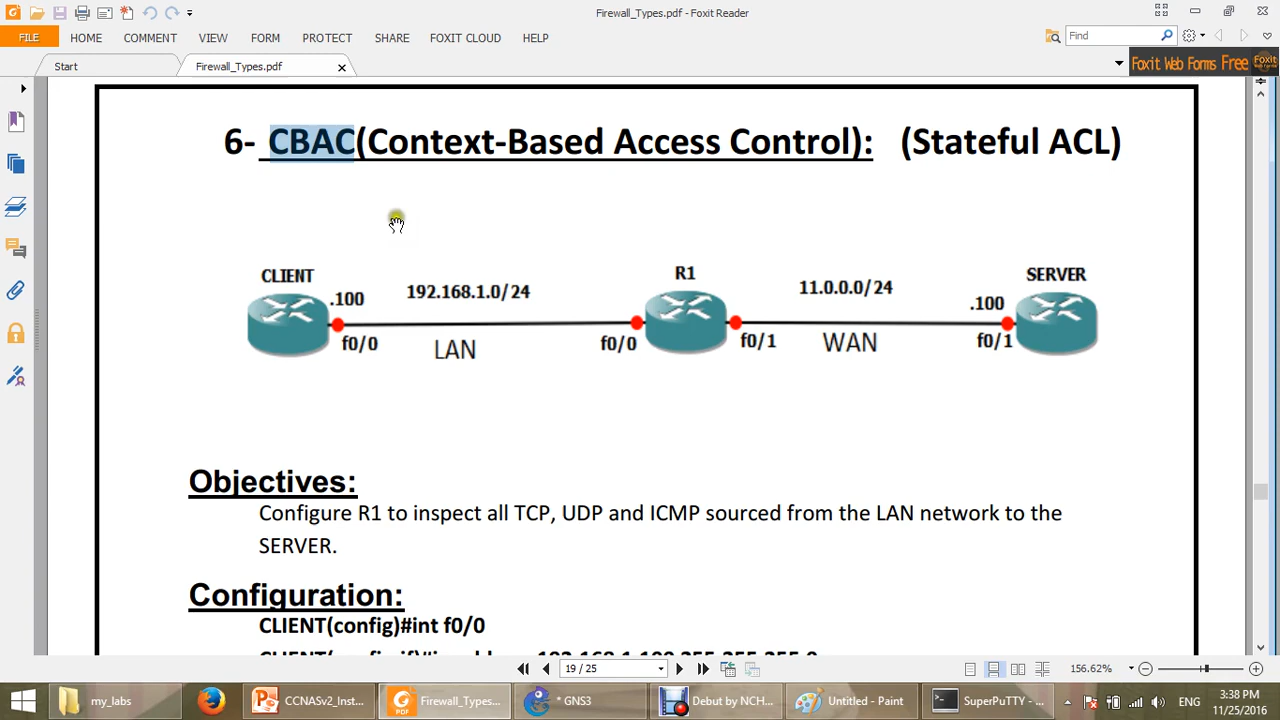 Firewall_Types.pdf - Foxit Reader
FILE HOME COMMENT VIEW FORM PROTECT SHARE FOXIT CLOUD HELP
Find
Start Firewall_Types.pdf
Foxit Web Forms Free
6- CBAC(Context-Based Access Control): (Stateful ACL)
CLIENT R1 SERVER
.100 192.168.1.0/24 11.0.0.0/24 .100
f0/0 LAN f0/0 f0/1 WAN f0/1
Objectives:
Configure R1 to inspect all TCP, UDP and ICMP sourced from the LAN network to the
SERVER.
Configuration:
CLIENT(config)#int f0/0
19 / 25 156.62%
my_labs CCNASv2_Inst... Firewall_Types... * GNS3 Debut by NCH... Untitled - Paint SuperPuTTY - ... ENG
3:38 PM
11/25/2016